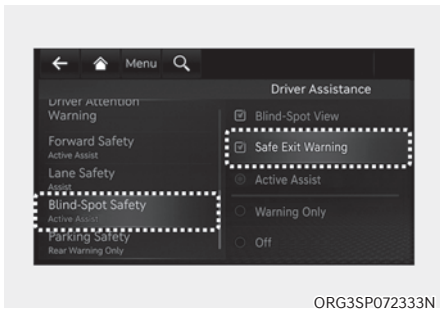 Menu
Driver Assistance
Driver Attention
Warning
Forward Safety
Active Assist
Lane Safety
Assist
Blind-Spot Safety
Active Assist
Parking Safety
Rear Warning Only
Blind-Spot View
Safe Exit Warning
Active Assist
Warning Only
Off
ORG3SP072333N